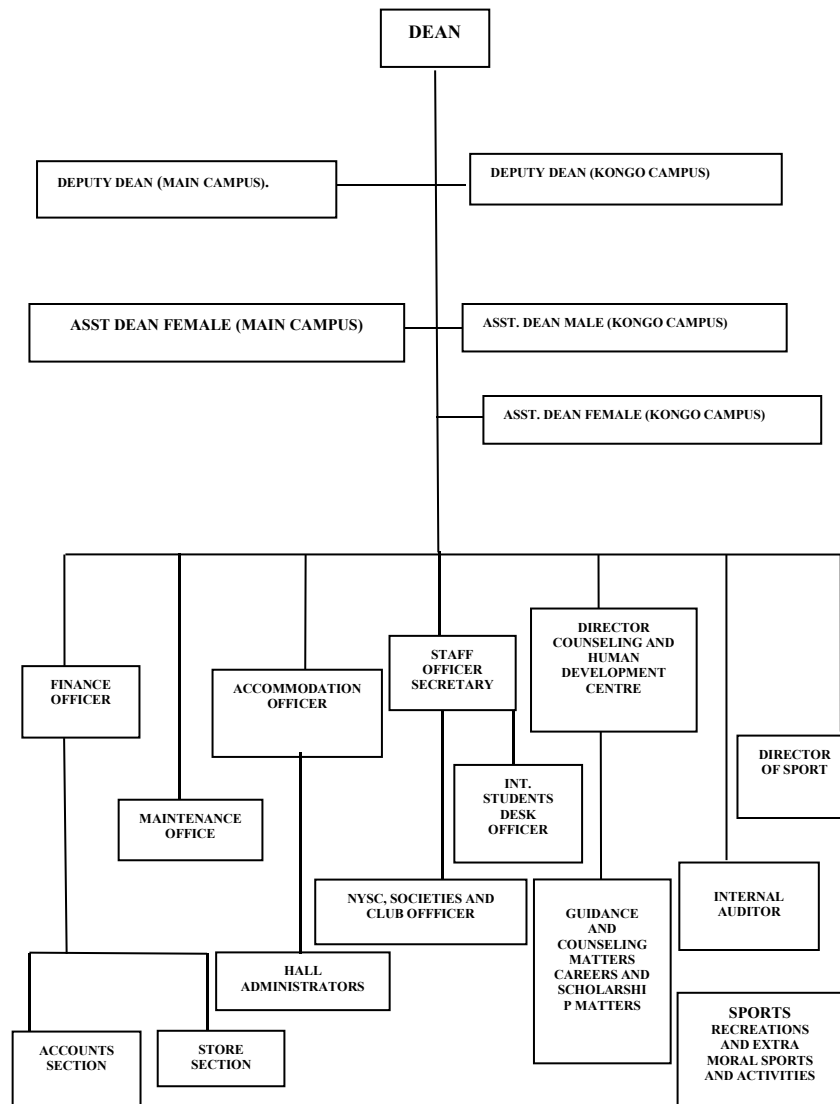 DEAN
DEPUTY DEAN (MAIN CAMPUS).
DEPUTY DEAN (KONGO CAMPUS)
ASST DEAN FEMALE (MAIN CAMPUS)
ASST. DEAN MALE (KONGO CAMPUS)
ASST. DEAN FEMALE (KONGO CAMPUS)
FINANCE
OFFICER
ACCOMMODATION
OFFICER
STAFF
OFFICER
SECRETARY
DIRECTOR
COUNSELING AND
HUMAN
DEVELOPMENT
CENTRE
DIRECTOR
OF SPORT
MAINTENANCE
OFFICE
INT.
STUDENTS
DESK
OFFICER
NYSC, SOCIETIES AND
CLUB OFFFICER
GUIDANCE
AND
COUNSELING
MATTERS
CAREERS AND
SCHOLARSHI
P MATTERS
INTERNAL
AUDITOR
HALL
ADMINISTRATORS
ACCOUNTS
SECTION
STORE
SECTION
SPORTS
RECREATIONS
AND EXTRA
MORAL SPORTS
AND ACTIVITIES